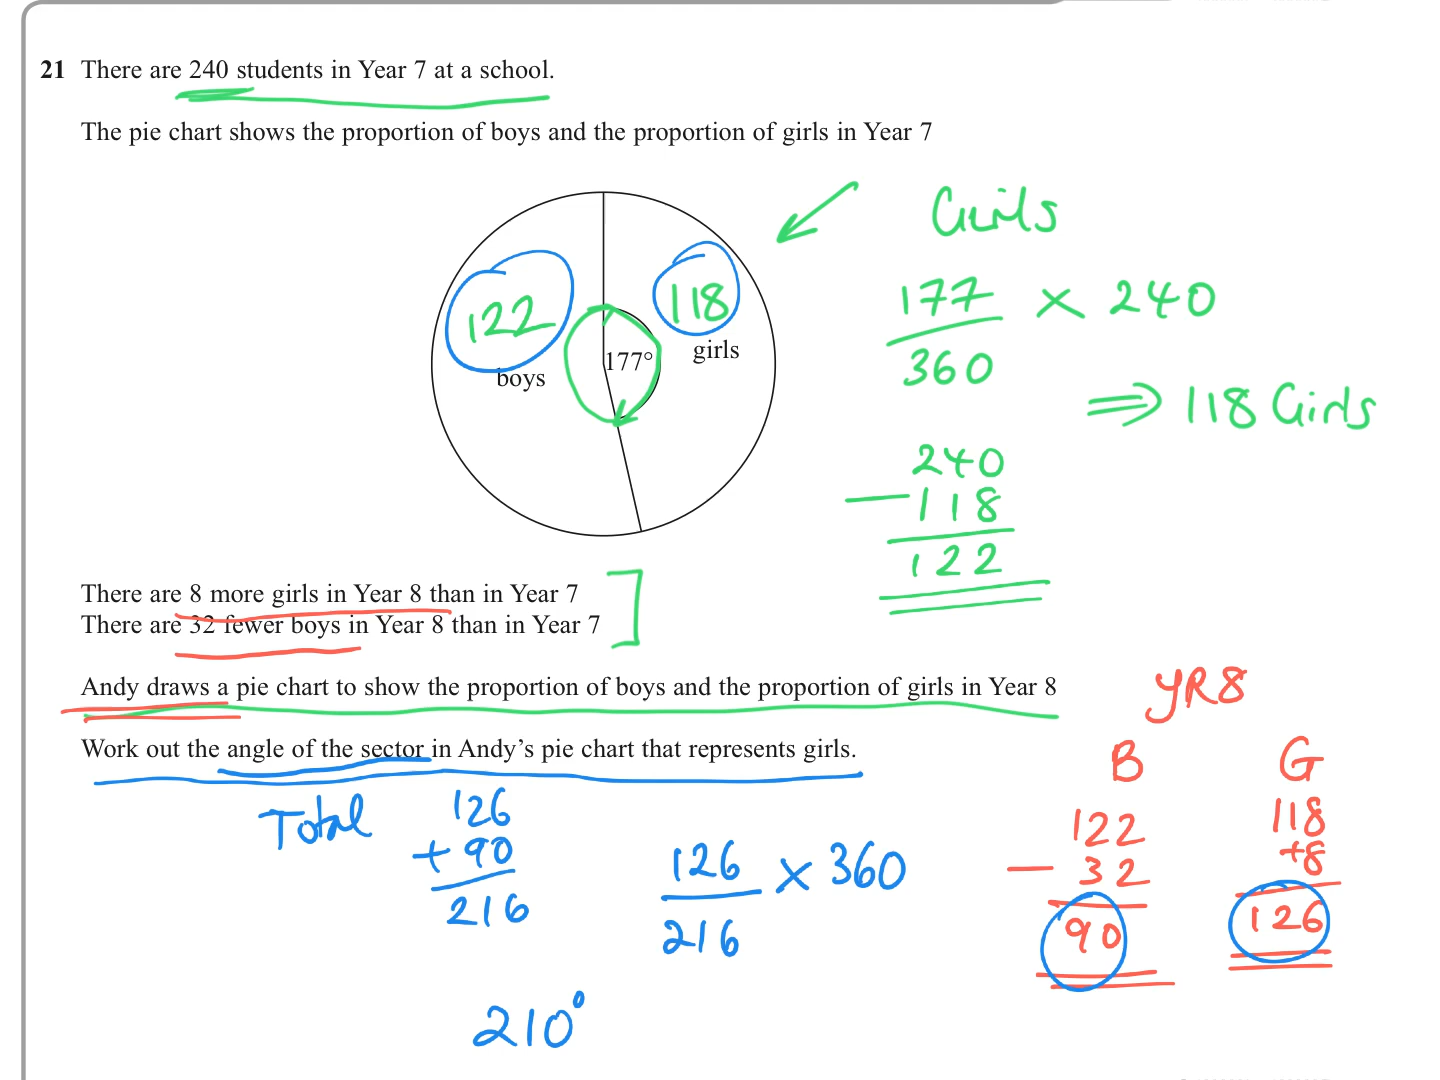 21 There are 240 students in Year 7 at a school.
The pie chart shows the proportion of boys and the proportion of girls in Year 7
122
boys
177°
118
girls
Girls
177/360 × 240
⇒ 118 Girls
240
− 118
122
There are 8 more girls in Year 8 than in Year 7
There are 32 fewer boys in Year 8 than in Year 7
Andy draws a pie chart to show the proportion of boys and the proportion of girls in Year 8
Work out the angle of the sector in Andy's pie chart that represents girls.
YR8
B
122
− 32
90
G
118
+8
126
Total
126
+ 90
216
126/216 × 360
210°